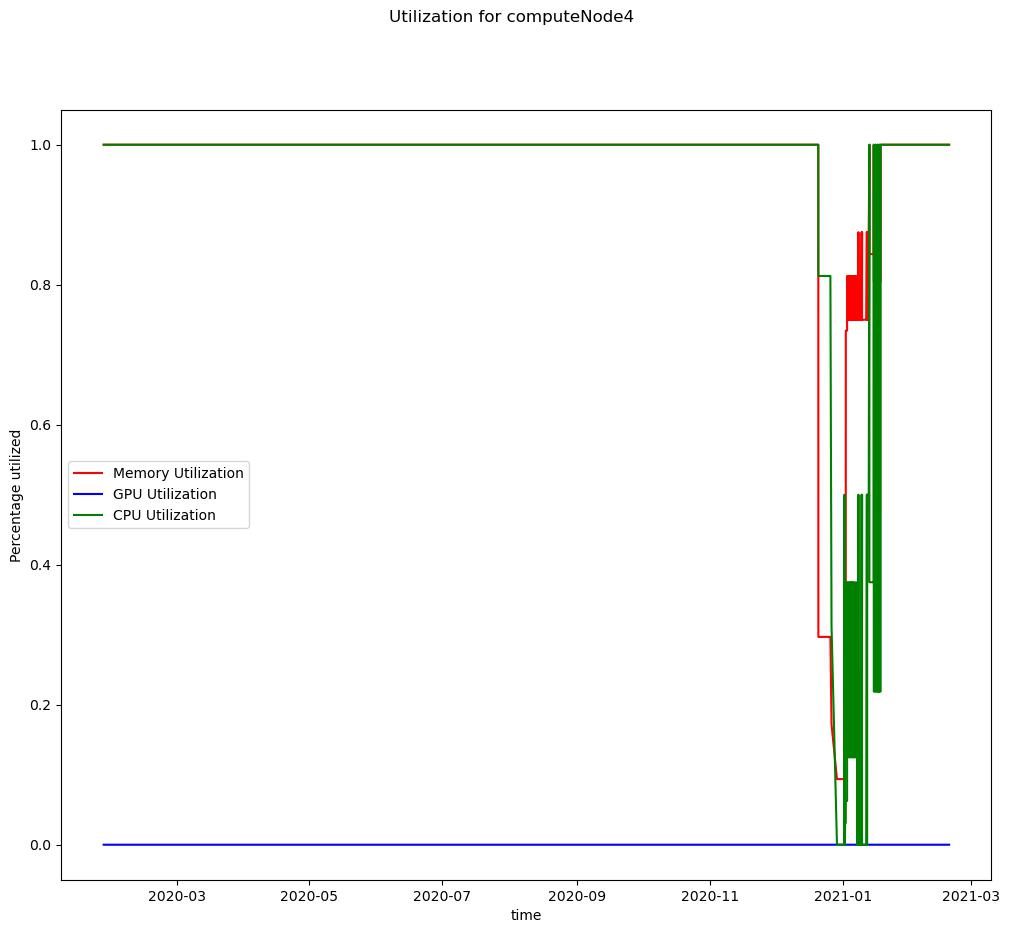 Utilization for computeNode4
1.0
0.8
0.6
0.4
0.2
0.0
Percentage utilized
Memory Utilization
GPU Utilization
CPU Utilization
2020-03 2020-05 2020-07 2020-09 2020-11 2021-01 2021-03
time